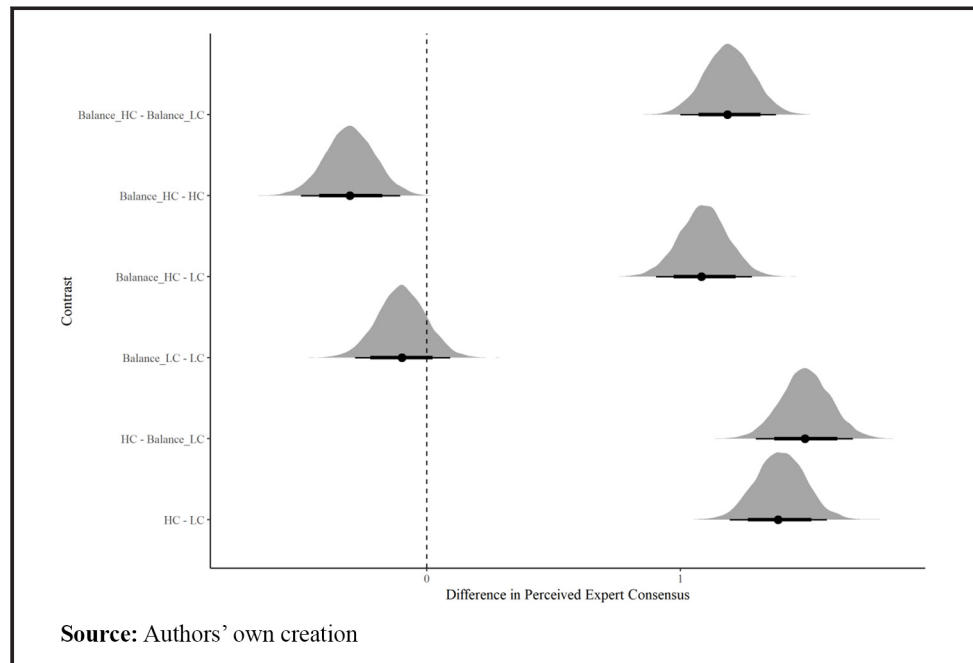 Balance_HC - Balance_LC
Balance_HC - HC
Balanace_HC - LC
Balance_LC - LC
HC - Balance_LC
HC - LC
Contrast
0
1
Difference in Perceived Expert Consensus
Source: Authors' own creation